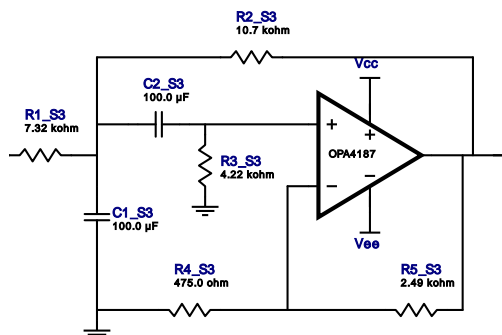 R2_S3
10.7 kohm
Vcc
C2_S3
100.0 µF
R1_S3
7.32 kohm
+
+
OPA4187
R3_S3
4.22 kohm
−
−
C1_S3
100.0 µF
Vee
R4_S3
475.0 ohm
R5_S3
2.49 kohm